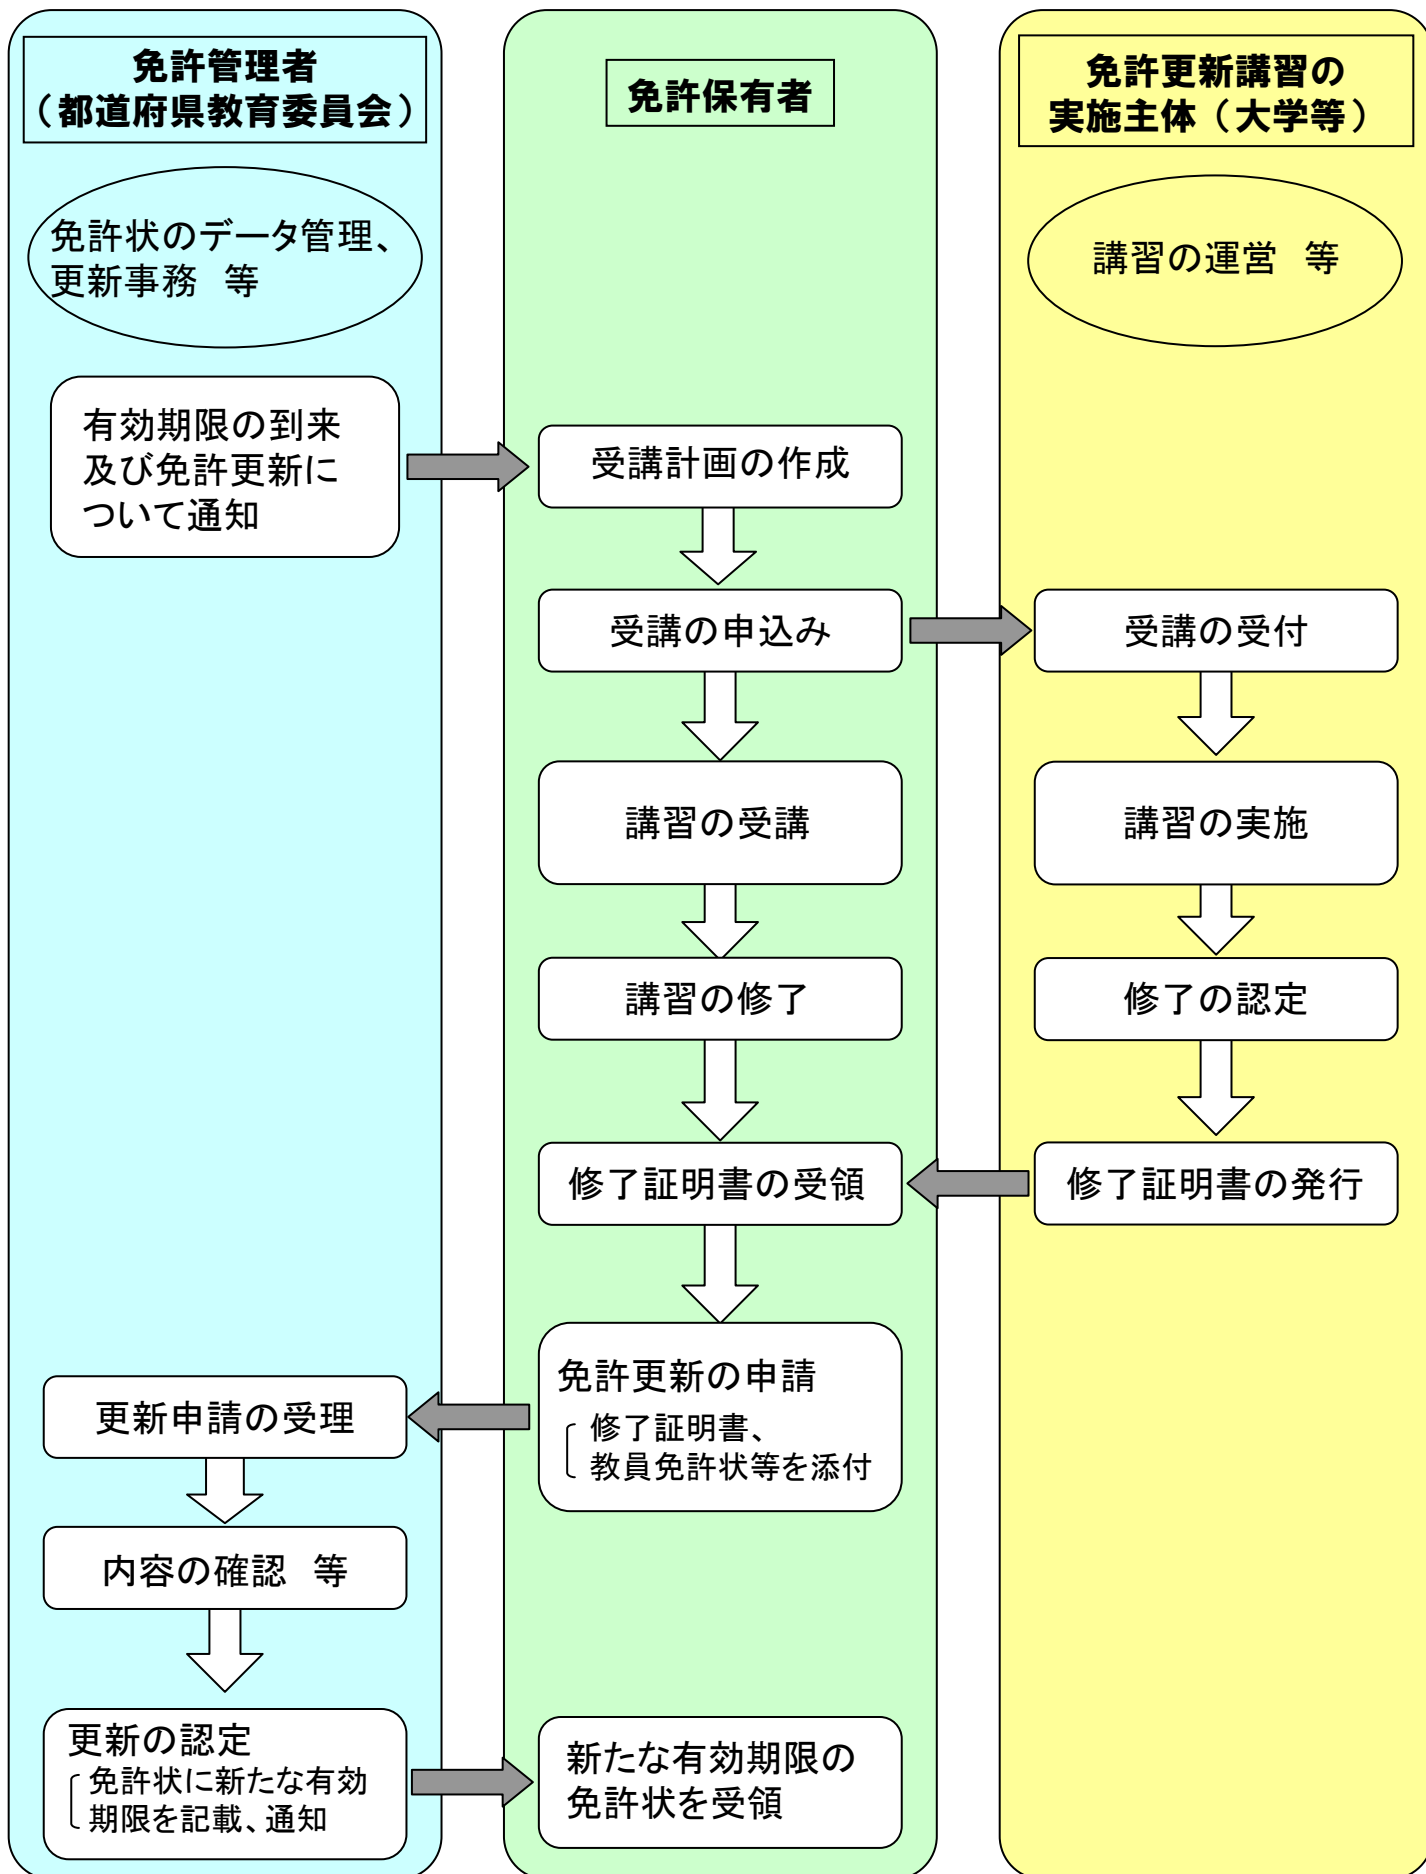 免許管理者
（都道府県教育委員会）
免許状のデータ管理、
更新事務　等
有効期限の到来
及び免許更新に
ついて通知
更新申請の受理
内容の確認　等
更新の認定
免許状に新たな有効
期限を記載、通知
免許保有者
受講計画の作成
受講の申込み
講習の受講
講習の修了
修了証明書の受領
免許更新の申請
修了証明書、
教員免許状等を添付
新たな有効期限の
免許状を受領
免許更新講習の
実施主体（大学等）
講習の運営　等
受講の受付
講習の実施
修了の認定
修了証明書の発行